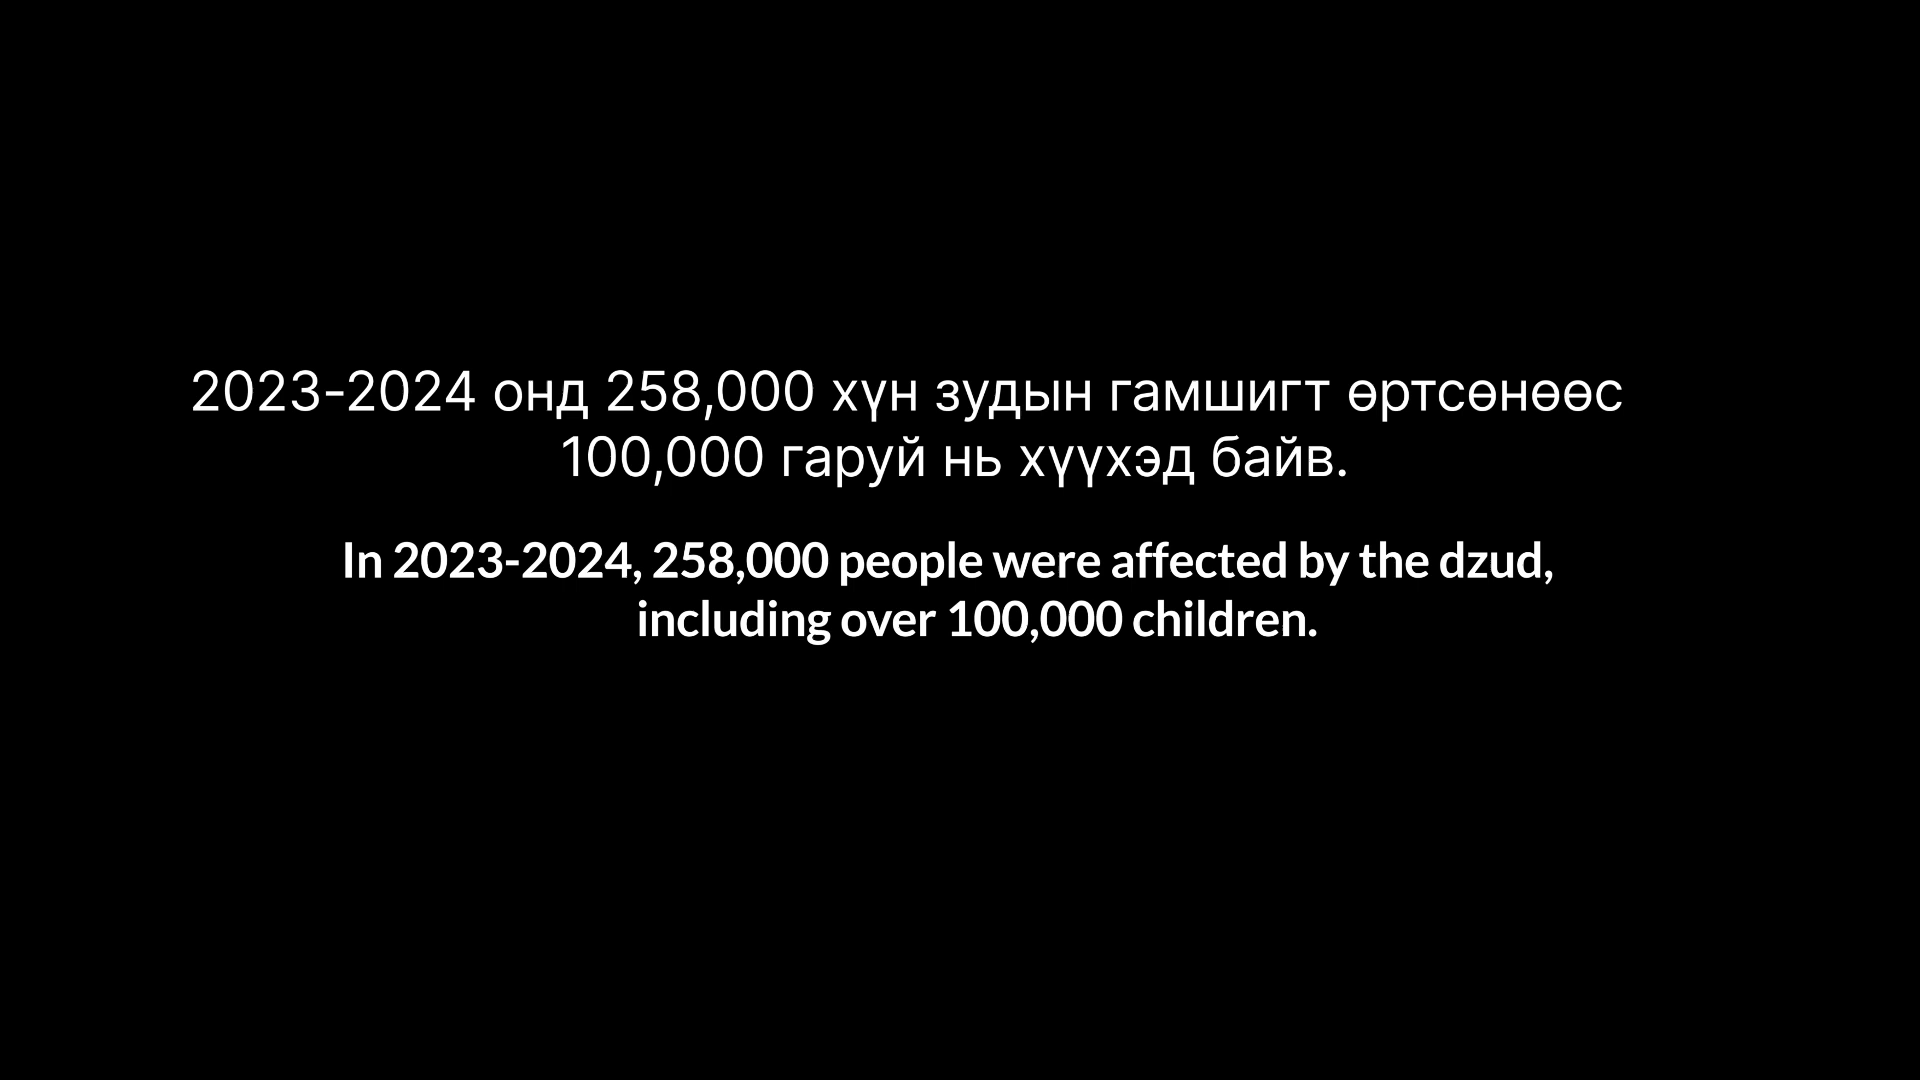 2023-2024 онд 258,000 хүн зудын гамшигт өртсөнөөс
100,000 гаруй нь хүүхэд байв.
In 2023-2024, 258,000 people were affected by the dzud,
including over 100,000 children.